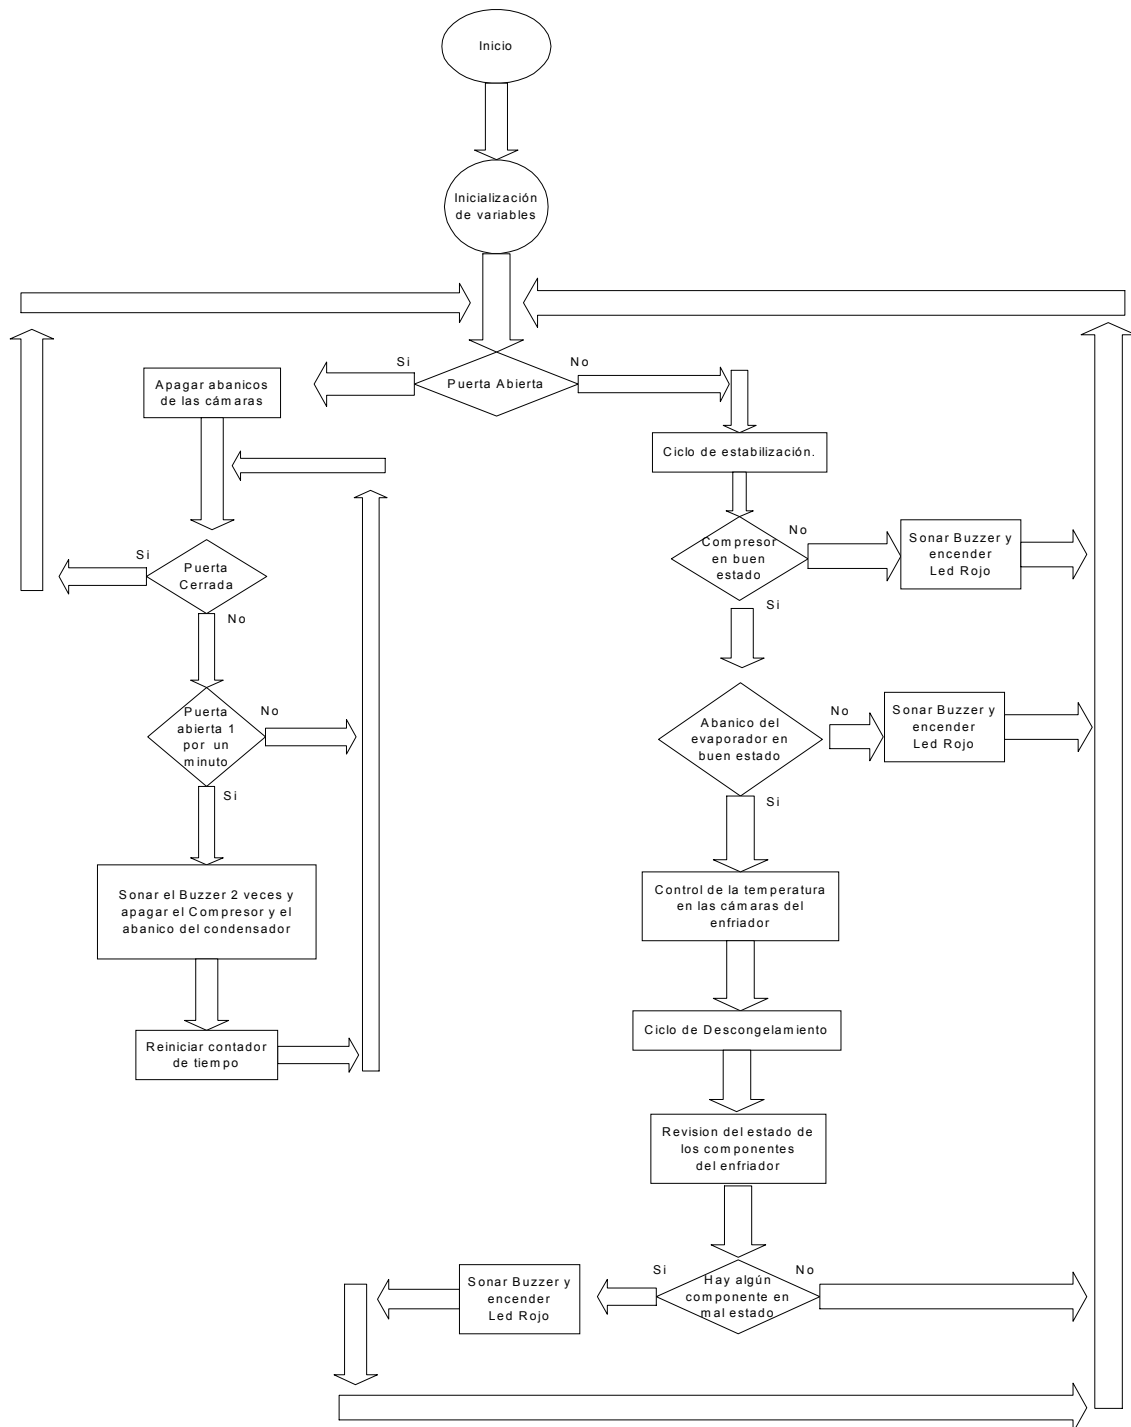 Inicio
Inicialización
de variables
Si
No
Puerta Abierta
Apagar abanicos
de las cámaras
Ciclo de estabilización.
Si
Puerta
Cerrada
No
Compresor
en buen
estado
No
Sonar Buzzer y
encender
Led Rojo
Si
No
Puerta
abierta 1
por un
minuto
No
Si
Abanico del
evaporador en
buen estado
No
Sonar Buzzer y
encender
Led Rojo
Si
Sonar el Buzzer 2 veces y
apagar el Compresor y el
abanico del condensador
Control de la temperatura
en las cámaras del
enfriador
Reiniciar contador
de tiempo
Ciclo de Descongelamiento
Revision del estado de
los componentes
del enfriador
Si
No
Hay algún
componente en
mal estado
Sonar Buzzer y
encender
Led Rojo